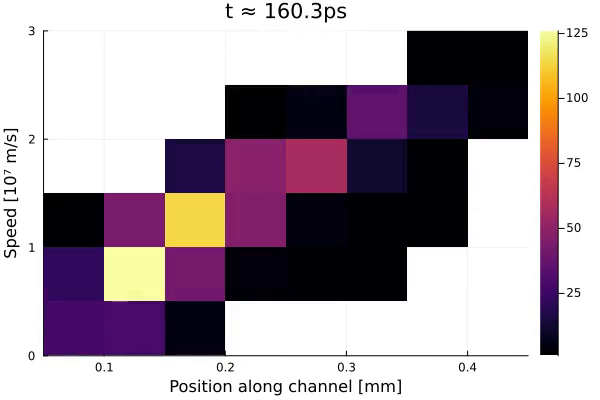 t ≈ 160.3ps
3
2
1
0
Speed [10⁷ m/s]
0.1 0.2 0.3 0.4
Position along channel [mm]
125
100
75
50
25